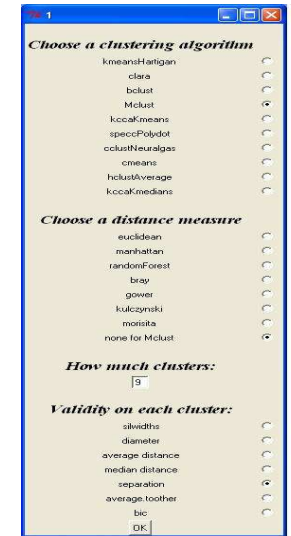 1
Choose a clustering algorithm
kmeansHartigan
clara
bclust
Mclust
kccaKmeans
speccPolydot
cclustNeuralgas
cmeans
hclustAverage
kccaKmedians
Choose a distance measure
euclidean
manhattan
randomForest
bray
gower
kulczynski
morisita
none for Mclust
How much clusters:
9
Validity on each cluster:
silwidths
diameter
average distance
median distance
separation
average.toother
bic
OK